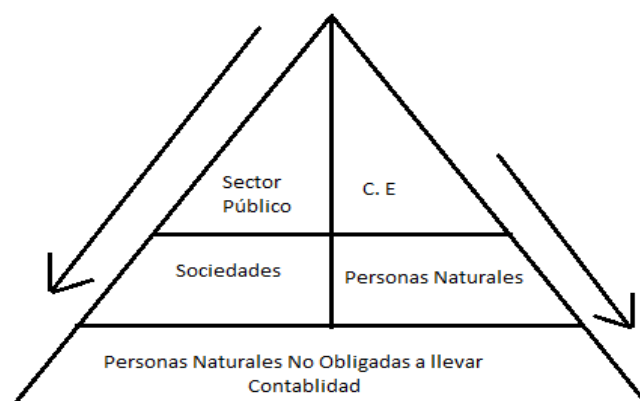 Sector
Público
C. E
Sociedades
Personas Naturales
Personas Naturales No Obligadas a llevar
Contablidad